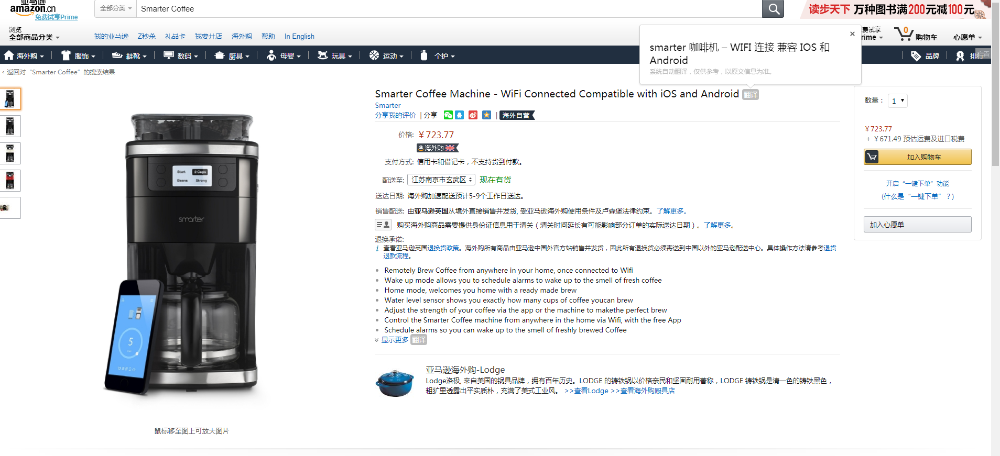 亚马逊
amazon.cn
免费试享Prime
全部分类
Smarter Coffee
读步天下 万种图书满200元减100元
浏览
全部商品分类
我的亚马逊 Z秒杀 礼品卡 我要开店 海外购 帮助 In English
费试享
rime
0
购物车
心愿单
海外购 服饰 鞋靴 数码 厨具 母婴 玩具 运动 个护 品牌 排行
广告
smarter 咖啡机 – WIFI 连接 兼容 IOS 和
Android
系统自动翻译，仅供参考，以原文信息为准。
‹ 返回对“Smarter Coffee”的搜索结果
Smarter Coffee Machine - WiFi Connected Compatible with iOS and Android 翻译
Smarter
分享我的评价 | 分享 | 海外自营
价格: ￥723.77
a海外购
支付方式: 信用卡和借记卡，不支持货到付款。
配送至: 江苏南京市玄武区 现在有货
送达日期: 海外购加速配送预计5-9个工作日送达。
销售配送: 由亚马逊英国从境外直接销售并发货, 受亚马逊海外购使用条件及卢森堡法律约束。了解更多。
购买海外购商品需要提供身份证信息用于清关（清关时间延长有可能影响部分订单的实际送达日期）。了解更多。
退换承诺:
i 查看亚马逊英国退换货政策。海外购所有商品由亚马逊中国外官方站销售并发货，因此所有退换货必须寄送到中国以外的亚马逊配送中心。具体操作方法请参考退货
退款流程。
Remotely Brew Coffee from anywhere in your home, once connected to Wifi
Wake up mode allows you to schedule alarms to wake up to the smell of fresh coffee
Home mode, welcomes you home with a ready made brew
Water level sensor shows you exactly how many cups of coffee youcan brew
Adjust the strength of your coffee via the app or the machine to makethe perfect brew
Control the Smarter Coffee machine from anywhere in the home via Wifi, with the free App
Schedule alarms so you can wake up to the smell of freshly brewed Coffee
显示更多 翻译
亚马逊海外购-Lodge
Lodge洛极, 来自美国的锅具品牌，拥有百年历史。LODGE 的铸铁锅以价格亲民和坚固耐用著称，LODGE 铸铁锅是清一色的铸铁黑色，
粗犷里透露出平实质朴，充满了美式工业风。 >>查看Lodge >>查看海外购厨具店
数量： 1
￥723.77
+ ￥671.49 预估运费及进口税费
加入购物车
开启“一键下单”功能
(什么是“一键下单”？)
加入心愿单
Start 2 Cups
Beans Strong
smarter
5
鼠标移至图上可放大图片